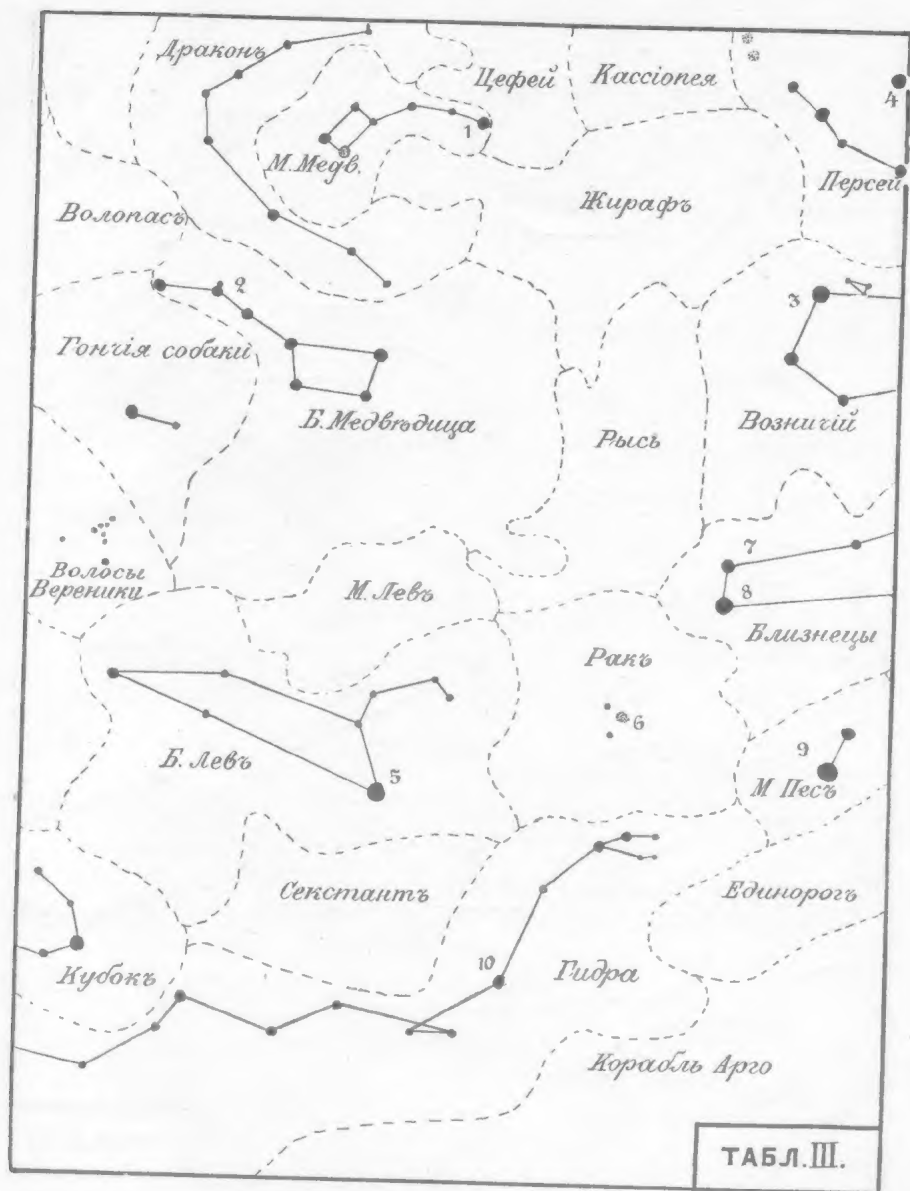 Драконъ
Цефей
Кассіопея
4
1
М. Медв.
Персей
Жирафъ
Волопасъ
2
3
Гончія собаки
Б. Медвѣдица
Возничій
Рысь
7
Волосы
Вереники
М. Левъ
8
Близнецы
Ракъ
6
Б. Левъ
5
9
М Песъ
Секстантъ
Единорогъ
Кубокъ
10
Гидра
Корабль Арго
ТАБЛ. III.